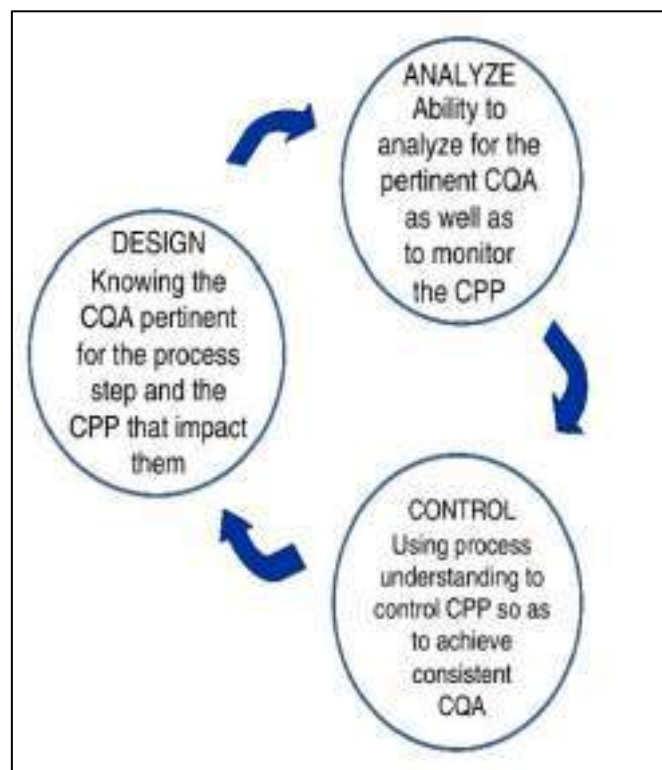 DESIGN
Knowing the
CQA pertinent
for the process
step and the
CPP that impact
them
ANALYZE
Ability to
analyze for the
pertinent CQA
as well as
to monitor
the CPP
CONTROL
Using process
understanding to
control CPP so as
to achieve
consistent
CQA